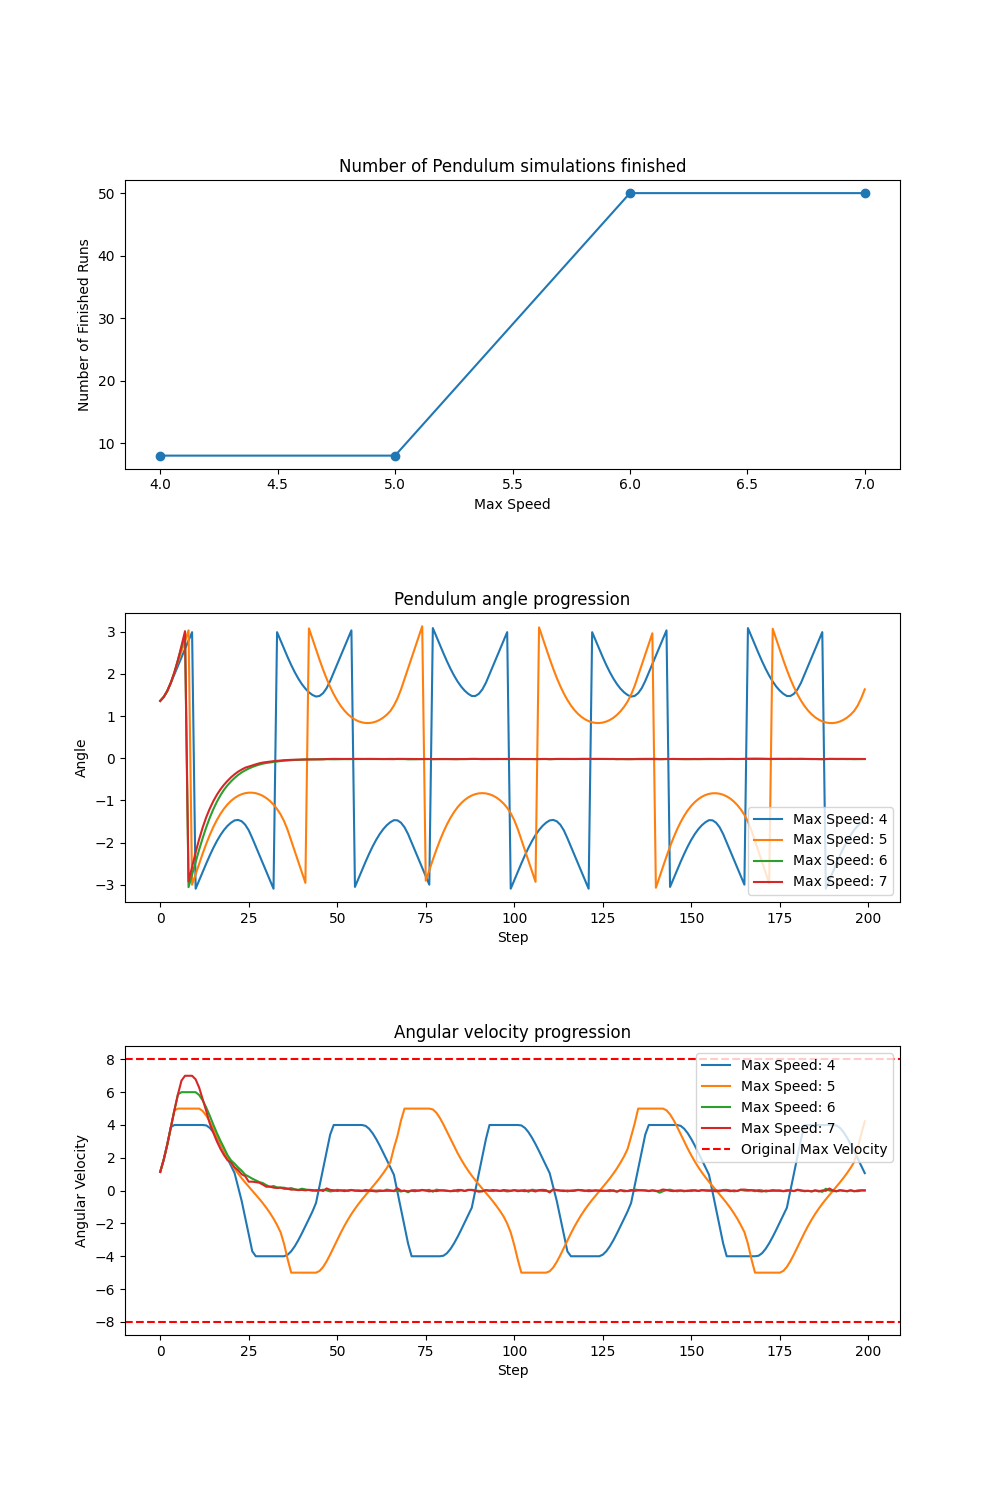 Number of Pendulum simulations finished
50
40
30
20
10
Number of Finished Runs
4.0 4.5 5.0 5.5 6.0 6.5 7.0
Max Speed
Pendulum angle progression
3
2
1
0
−1
−2
−3
Angle
Max Speed: 4
Max Speed: 5
Max Speed: 6
Max Speed: 7
0 25 50 75 100 125 150 175 200
Step
Angular velocity progression
8
6
4
2
0
−2
−4
−6
−8
Angular Velocity
Max Speed: 4
Max Speed: 5
Max Speed: 6
Max Speed: 7
Original Max Velocity
0 25 50 75 100 125 150 175 200
Step